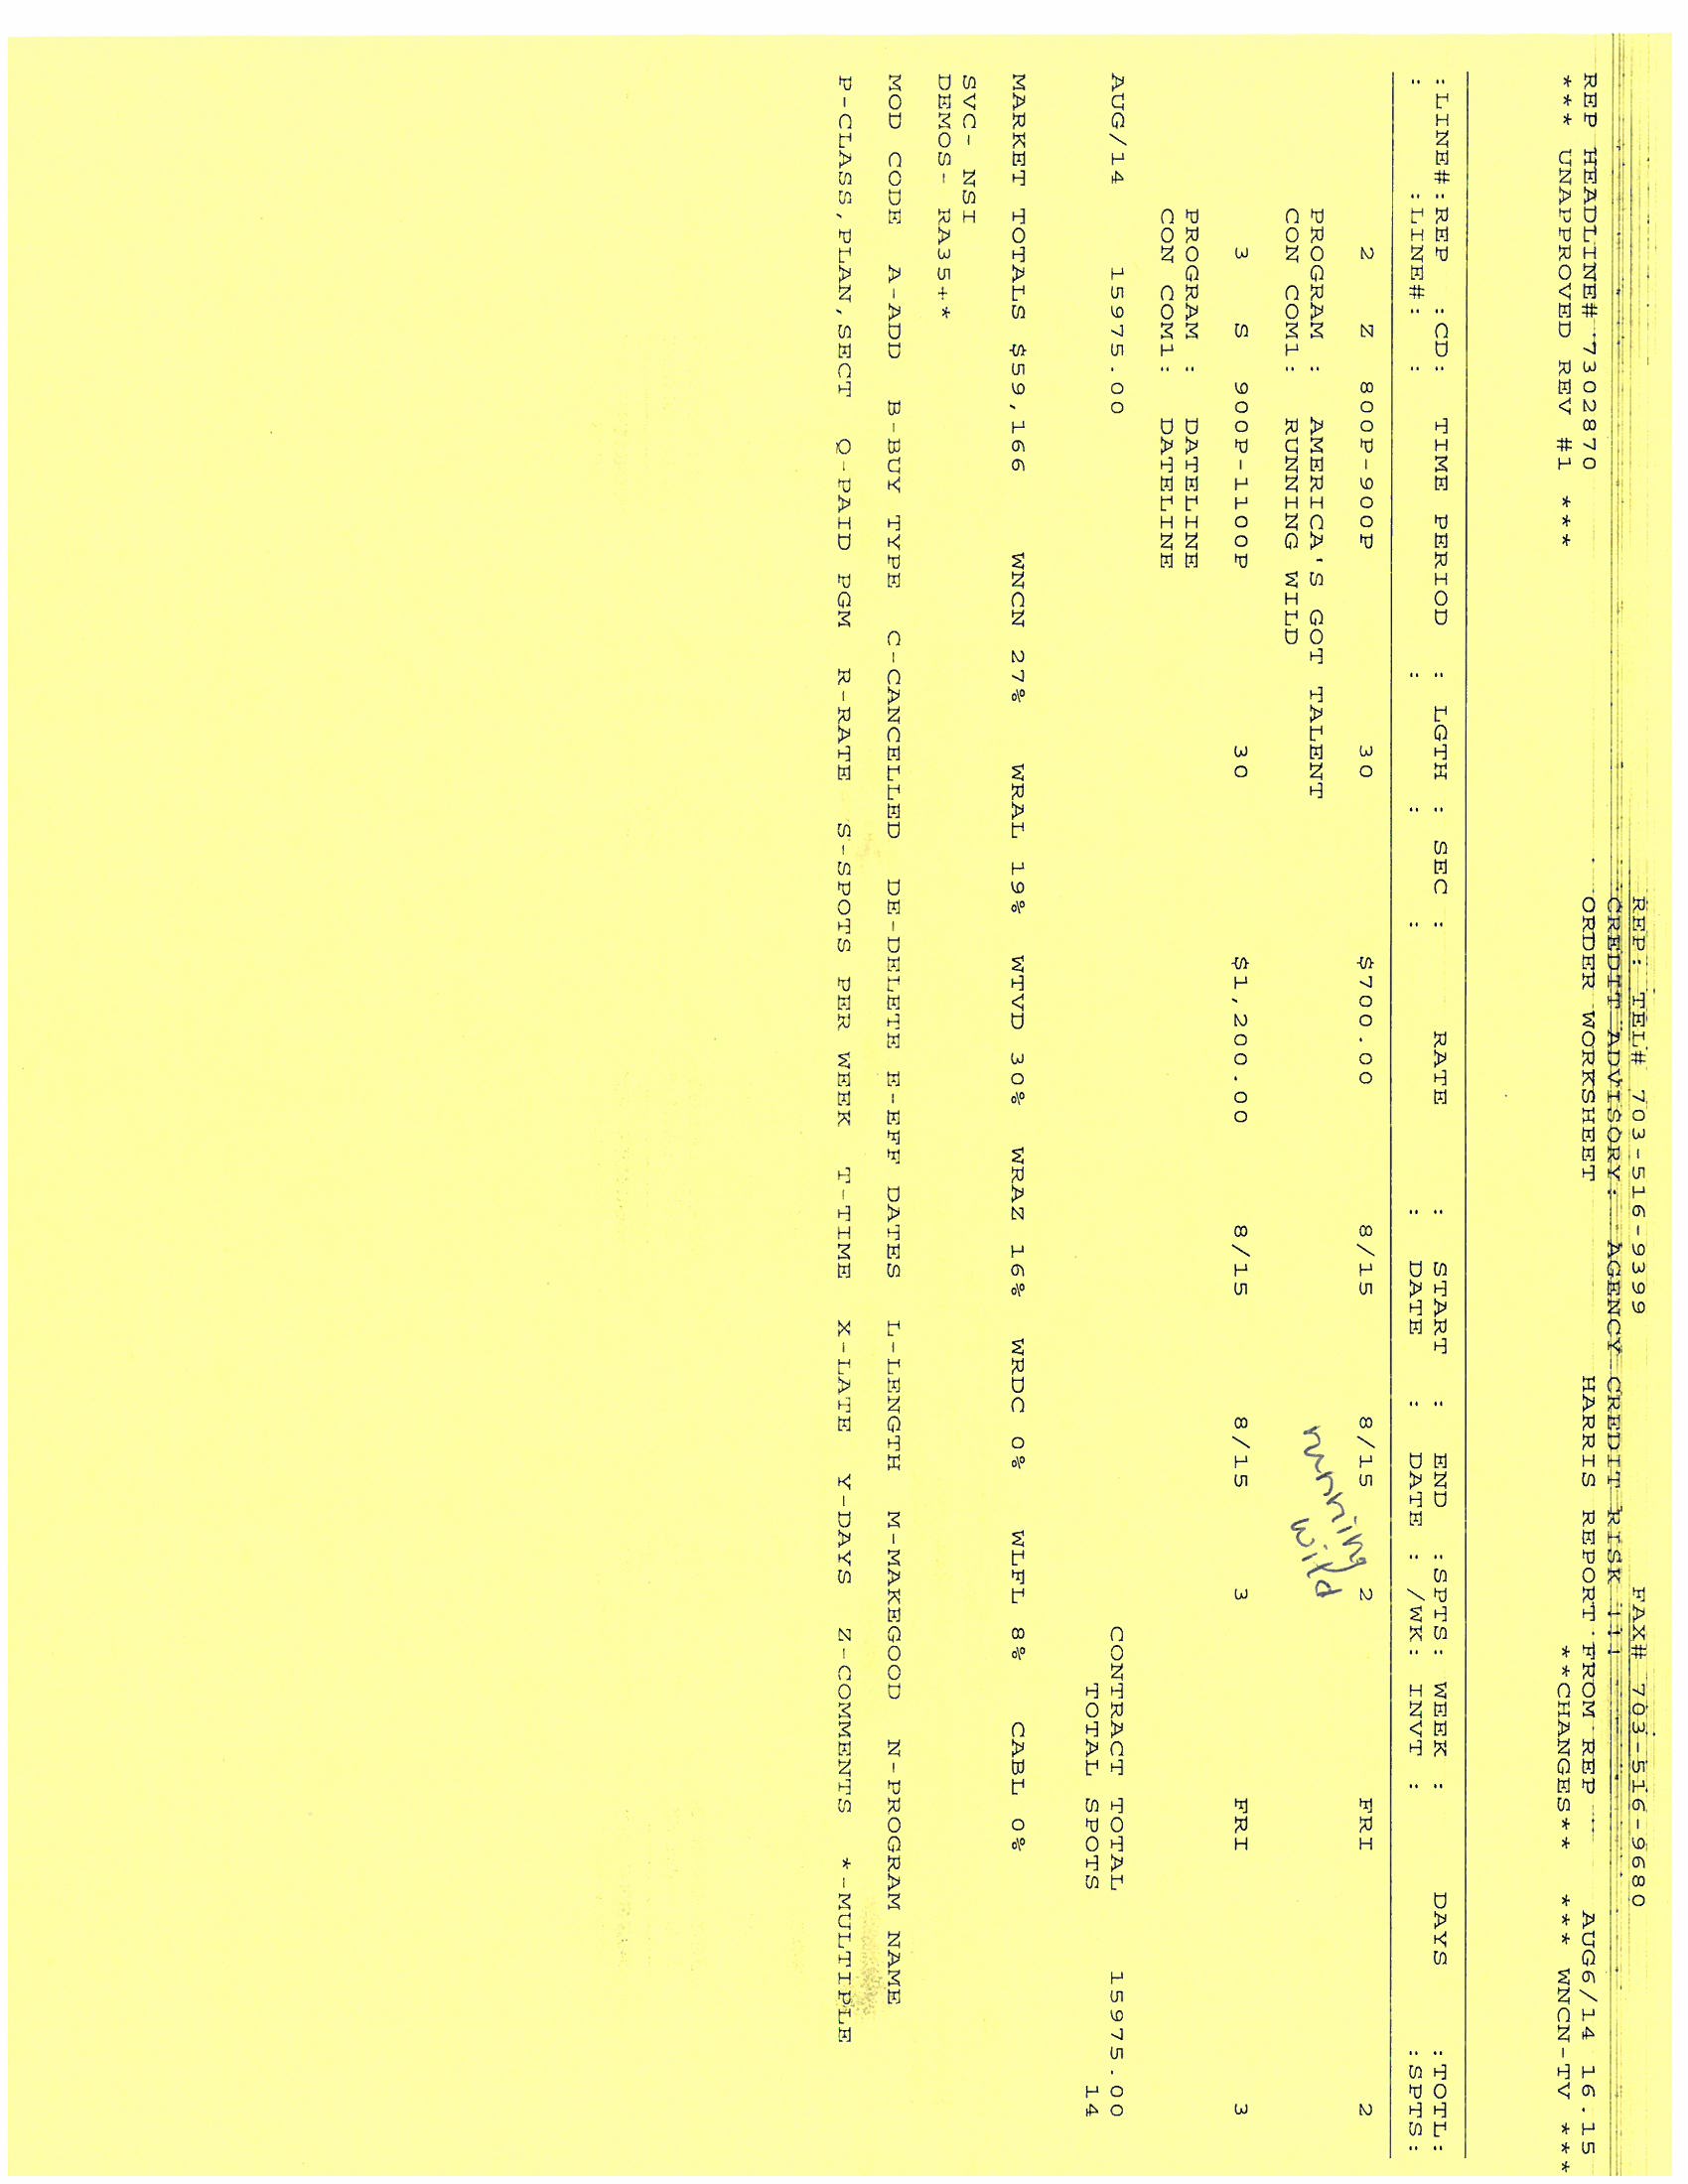 REP: TEL# 703-516-9399 FAX# 703-516-9680
CREDIT ADVISORY: AGENCY CREDIT RISK !!!
REP HEADLINE# 7302870 ORDER WORKSHEET HARRIS REPORT FROM REP AUG6/14 16.15
*** UNAPPROVED REV #1 *** **CHANGES** *** WNCN-TV ***
:LINE#:REP :CD: TIME PERIOD : LGTH : SEC : RATE : START : END :SPTS: WEEK : DAYS :TOTL:
: :LINE#: : : : : : DATE : DATE : /WK: INVT : :SPTS:
2 Z 800P-900P 30 $700.00 8/15 8/15 2 FRI 2
running
wild
PROGRAM : AMERICA'S GOT TALENT
CON COM1: RUNNING WILD
3 S 900P-1100P 30 $1,200.00 8/15 8/15 3 FRI 3
PROGRAM : DATELINE
CON COM1: DATELINE
AUG/14 15975.00 CONTRACT TOTAL 15975.00
TOTAL SPOTS 14
MARKET TOTALS $59,166 WNCN 27% WRAL 19% WTVD 30% WRAZ 16% WRDC 0% WLFL 8% CABL 0%
SVC- NSI
DEMOS- RA35+*
MOD CODE A-ADD B-BUY TYPE C-CANCELLED DE-DELETE E-EFF DATES L-LENGTH M-MAKEGOOD N-PROGRAM NAME
P-CLASS,PLAN,SECT Q-PAID PGM R-RATE S-SPOTS PER WEEK T-TIME X-LATE Y-DAYS Z-COMMENTS *-MULTIPLE